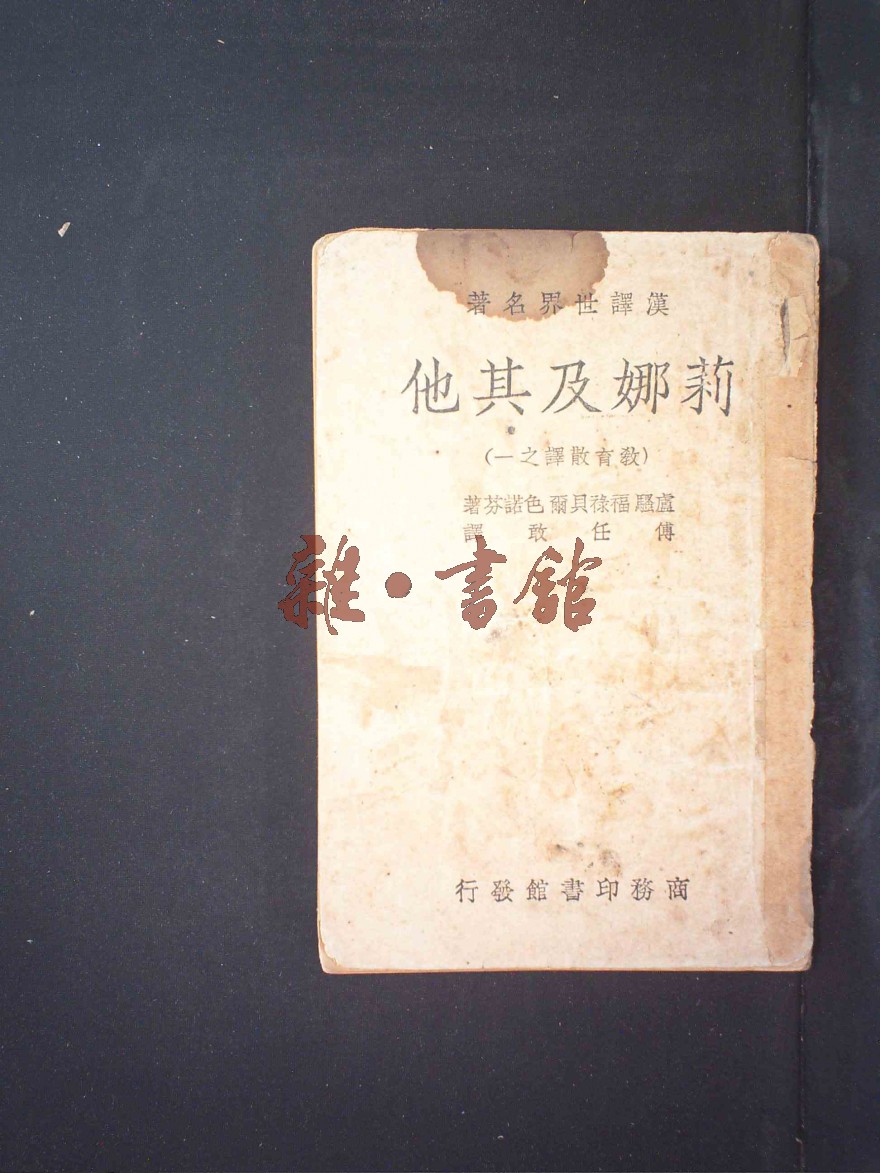 漢譯世界名著
莉娜及其他
(敎育散譯之一)
盧騷福祿貝爾色諾芬著
傅任敢譯
雜·書館
商務印書館發行